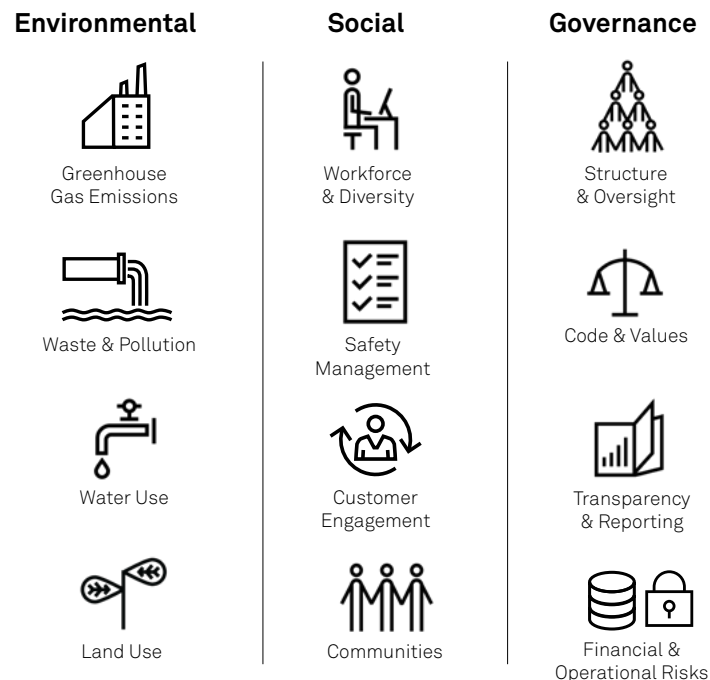 Environmental
Greenhouse
Gas Emissions
Waste & Pollution
Water Use
Land Use
Social
Workforce
& Diversity
Safety
Management
Customer
Engagement
Communities
Governance
Structure
& Oversight
Code & Values
Transparency
& Reporting
Financial &
Operational Risks